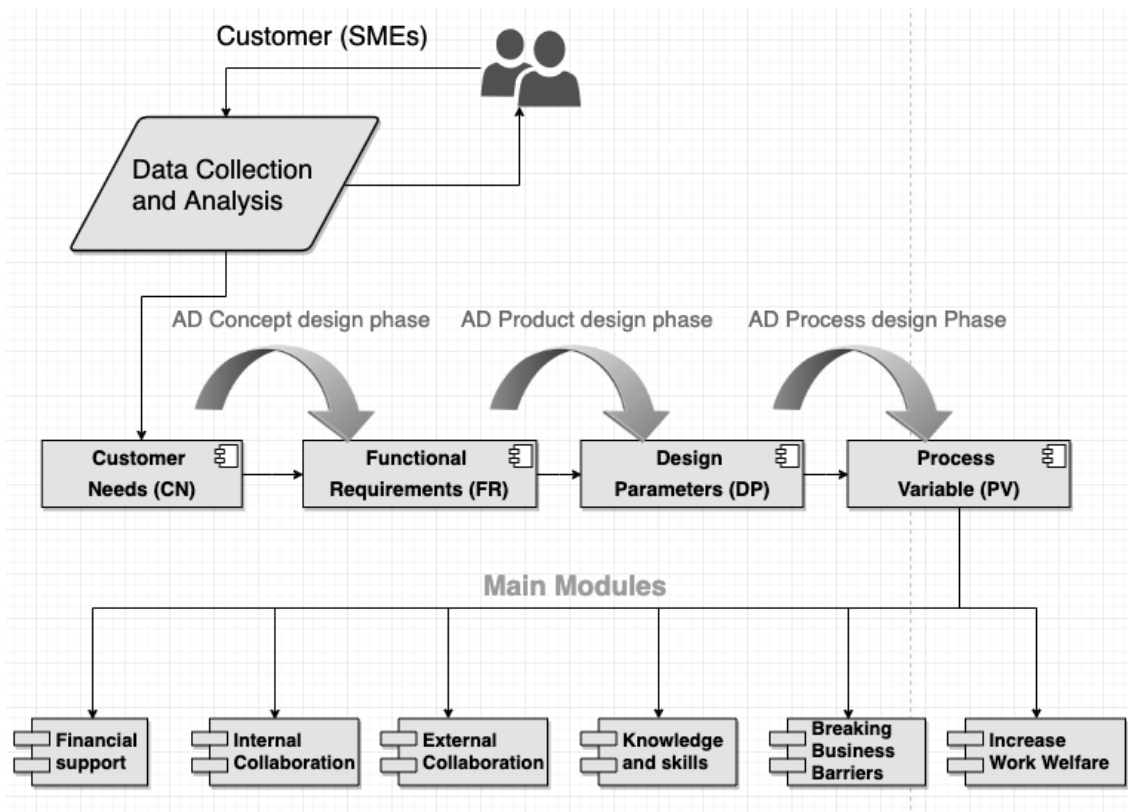 Customer (SMEs)
Data Collection
and Analysis
AD Concept design phase
AD Product design phase
AD Process design Phase
Customer
Needs (CN)
Functional
Requirements (FR)
Design
Parameters (DP)
Process
Variable (PV)
Main Modules
Financial
support
Internal
Collaboration
External
Collaboration
Knowledge
and skills
Breaking
Business
Barriers
Increase
Work Welfare